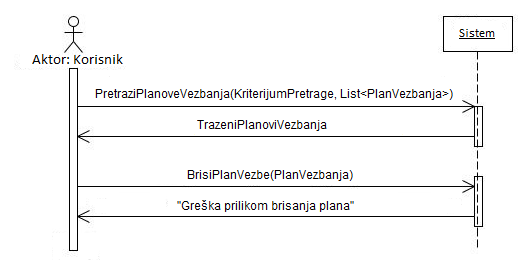 Sistem
Aktor: Korisnik
PretraziPlanoveVezbanja(KriterijumPretrage, List<PlanVezbanja>)
TrazeniPlanoviVezbanja
BrisiPlanVezbe(PlanVezbanja)
"Greška prilikom brisanja plana"